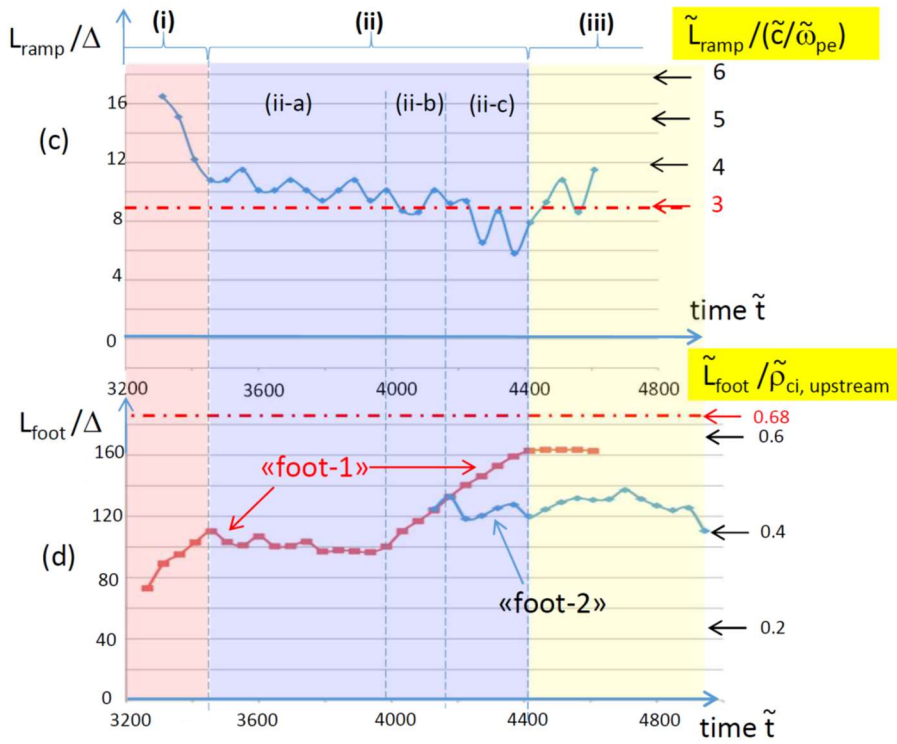 (i) (ii) (iii)
L_ramp /Δ
L̃_ramp/(c̃/ω̃_pe)
(ii-a) (ii-b) (ii-c)
(c)
16
12
8
4
0
6
5
4
3
time t̃
3200 3600 4000 4400 4800
L̃_foot /ρ̃_ci, upstream
L_foot/Δ
(d)
160
120
80
40
0
«foot-1»
«foot-2»
0.68
0.6
0.4
0.2
3200 3600 4000 4400 4800 time t̃